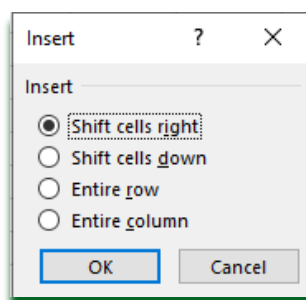 Insert ? ×
Insert
Shift cells right
Shift cells down
Entire row
Entire column
OK Cancel